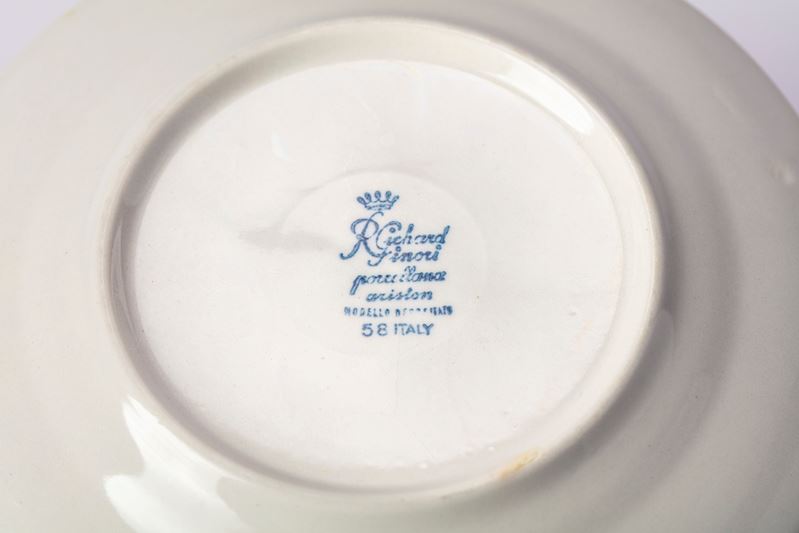 Richard
Ginori
porcellana
ariston
MODELLO DEPOSITATO
58 ITALY